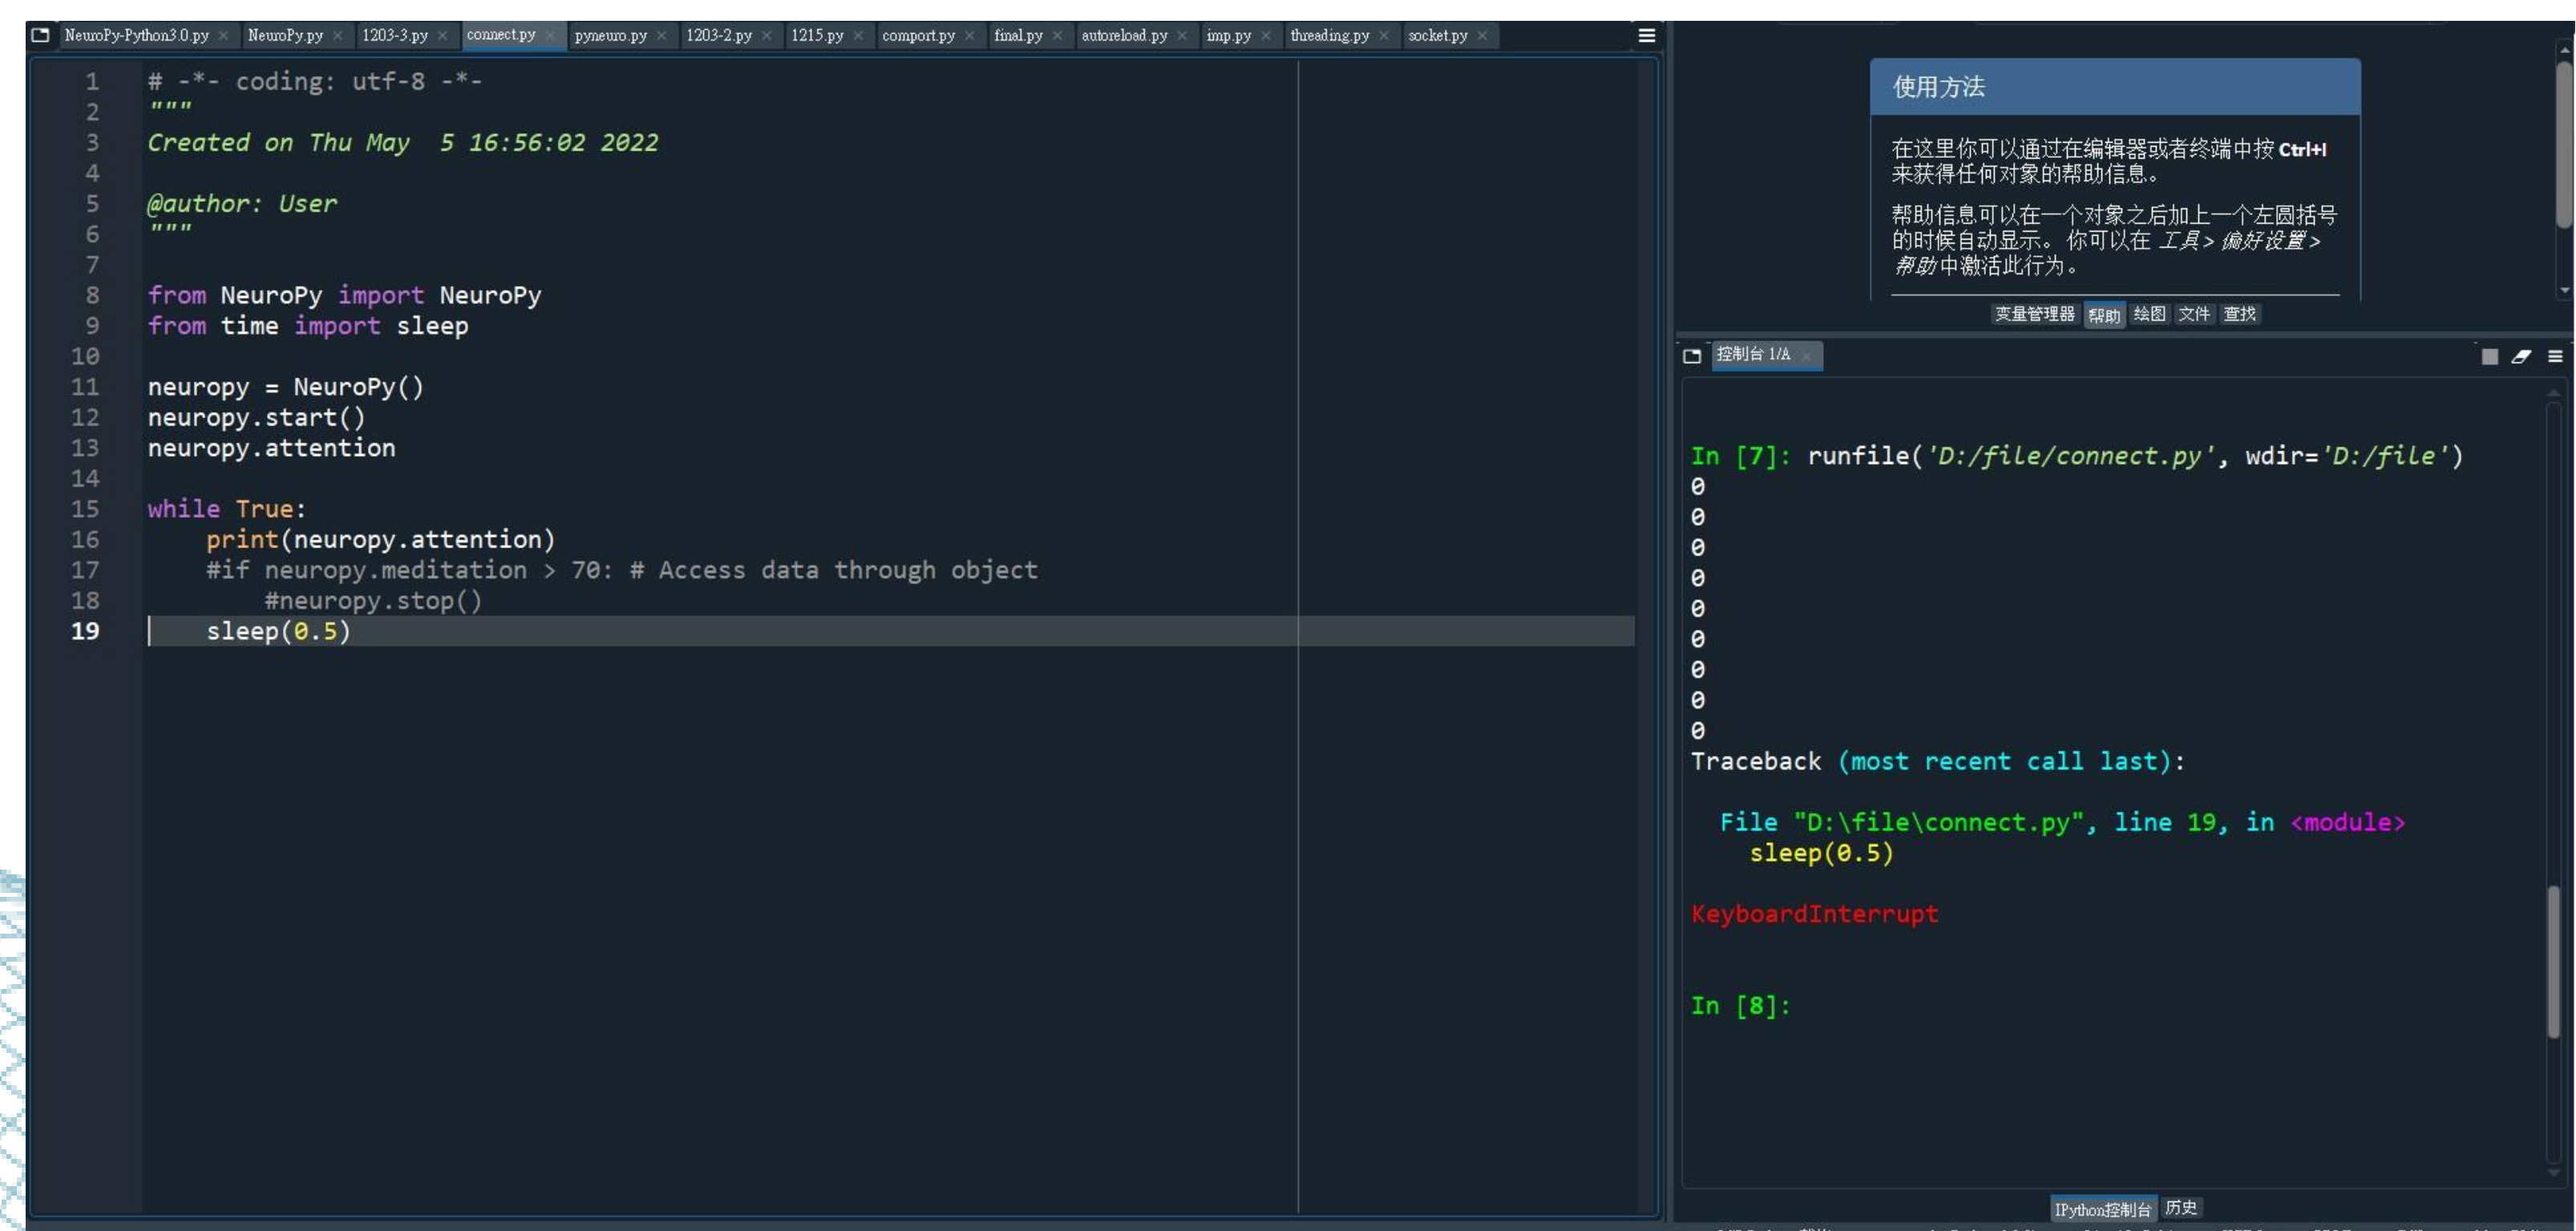 NeuroPy-Python3.0.py NeuroPy.py 1203-3.py connect.py pyneuro.py 1203-2.py 1215.py comport.py final.py autoreload.py imp.py threading.py socket.py
1 # -*- coding: utf-8 -*-
2 """
3 Created on Thu May  5 16:56:02 2022
4
5 @author: User
6 """
7
8 from NeuroPy import NeuroPy
9 from time import sleep
10
11 neuropy = NeuroPy()
12 neuropy.start()
13 neuropy.attention
14
15 while True:
16     print(neuropy.attention)
17     #if neuropy.meditation > 70: # Access data through object
18         #neuropy.stop()
19     sleep(0.5)
使用方法
在这里你可以通过在编辑器或者终端中按 Ctrl+I
来获得任何对象的帮助信息。
帮助信息可以在一个对象之后加上一个左圆括号
的时候自动显示。你可以在 工具 > 偏好设置 >
帮助 中激活此行为。
变量管理器 帮助 绘图 文件 查找
控制台 1/A
In [7]: runfile('D:/file/connect.py', wdir='D:/file')
0
0
0
0
0
0
0
0
0
Traceback (most recent call last):
File "D:\file\connect.py", line 19, in <module>
sleep(0.5)
KeyboardInterrupt
In [8]:
IPython控制台 历史